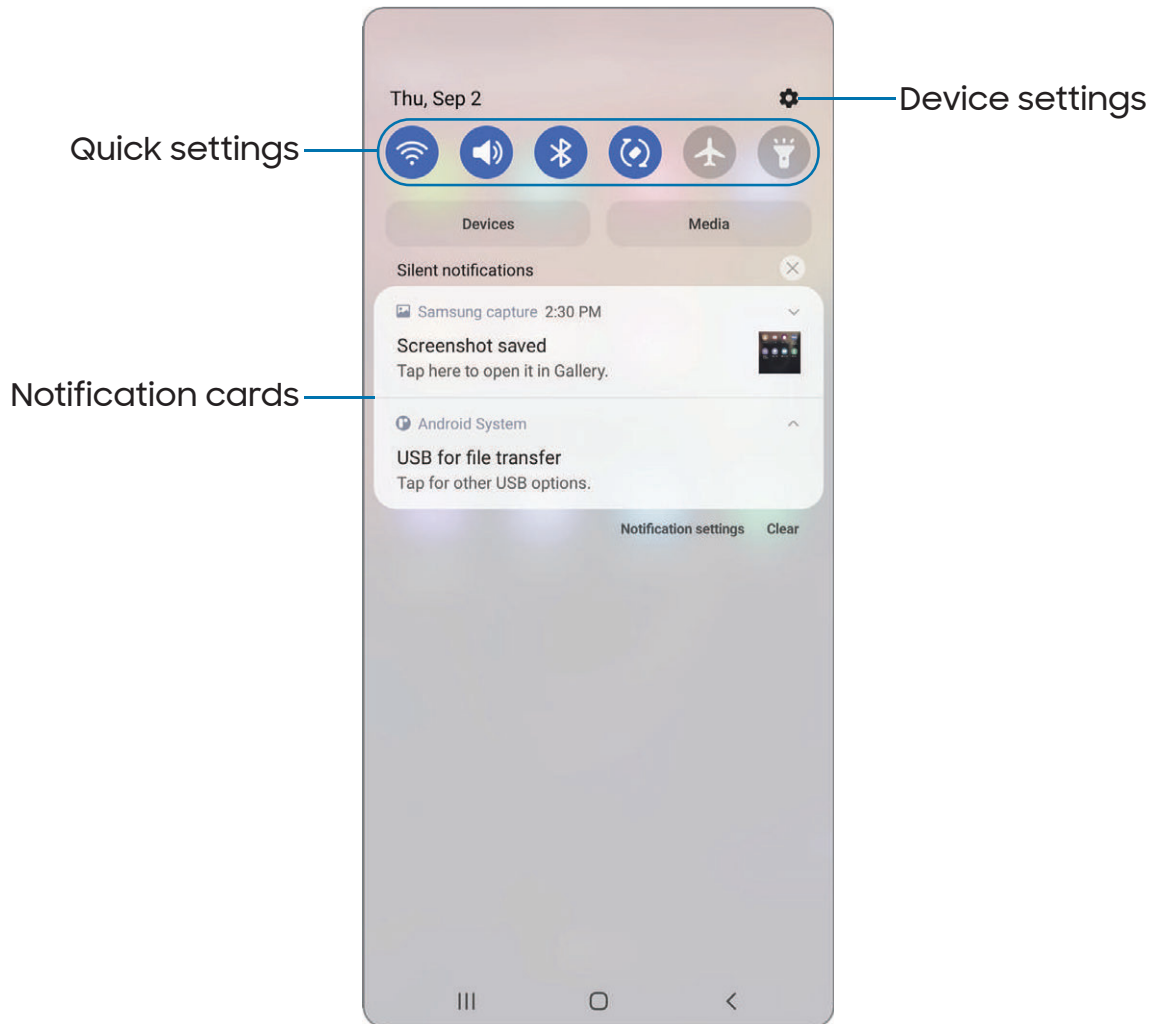 Thu, Sep 2
Device settings
Quick settings
Devices
Media
Silent notifications
Samsung capture 2:30 PM
Screenshot saved
Tap here to open it in Gallery.
Notification cards
Android System
USB for file transfer
Tap for other USB options.
Notification settings
Clear